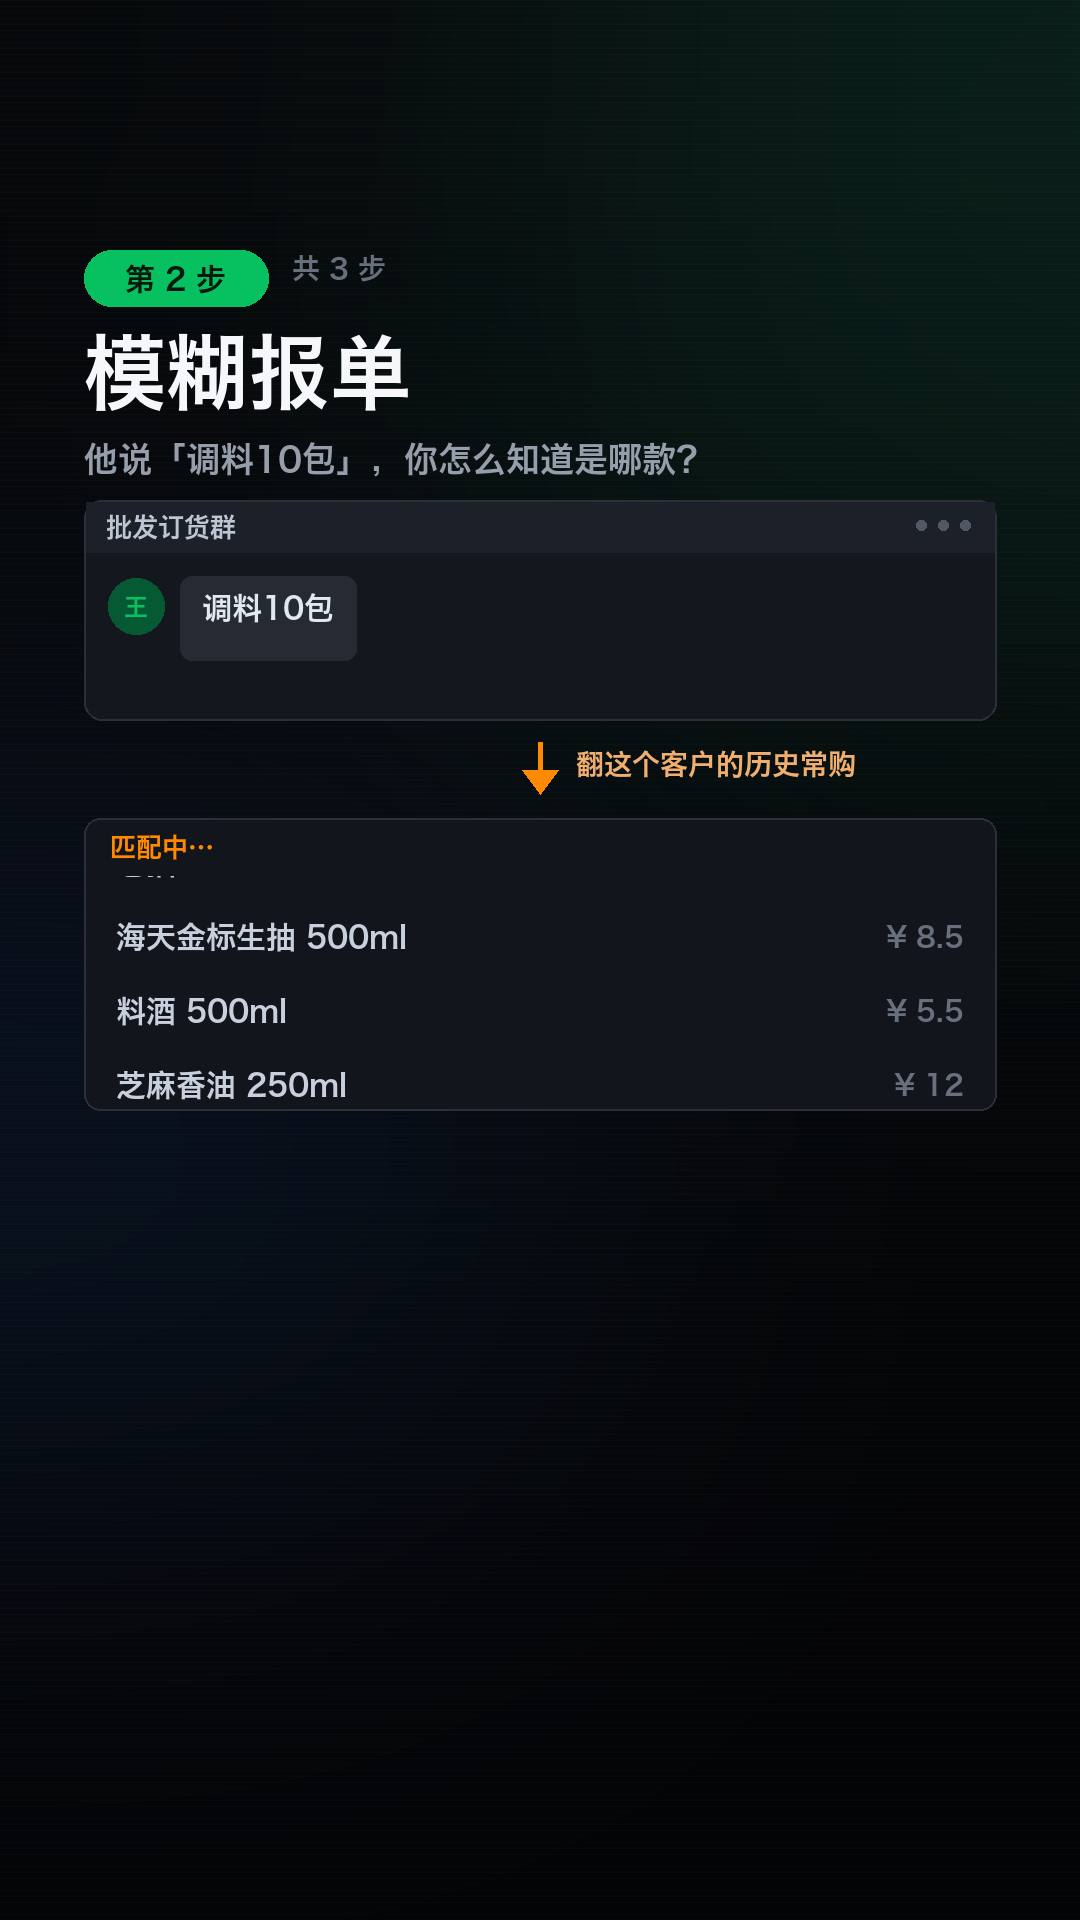 第 2 步
共 3 步
模糊报单
他说「调料10包」，你怎么知道是哪款？
批发订货群
王
调料10包
翻这个客户的历史常购
匹配中…
海天金标生抽 500ml
¥ 8.5
料酒 500ml
¥ 5.5
芝麻香油 250ml
¥ 12